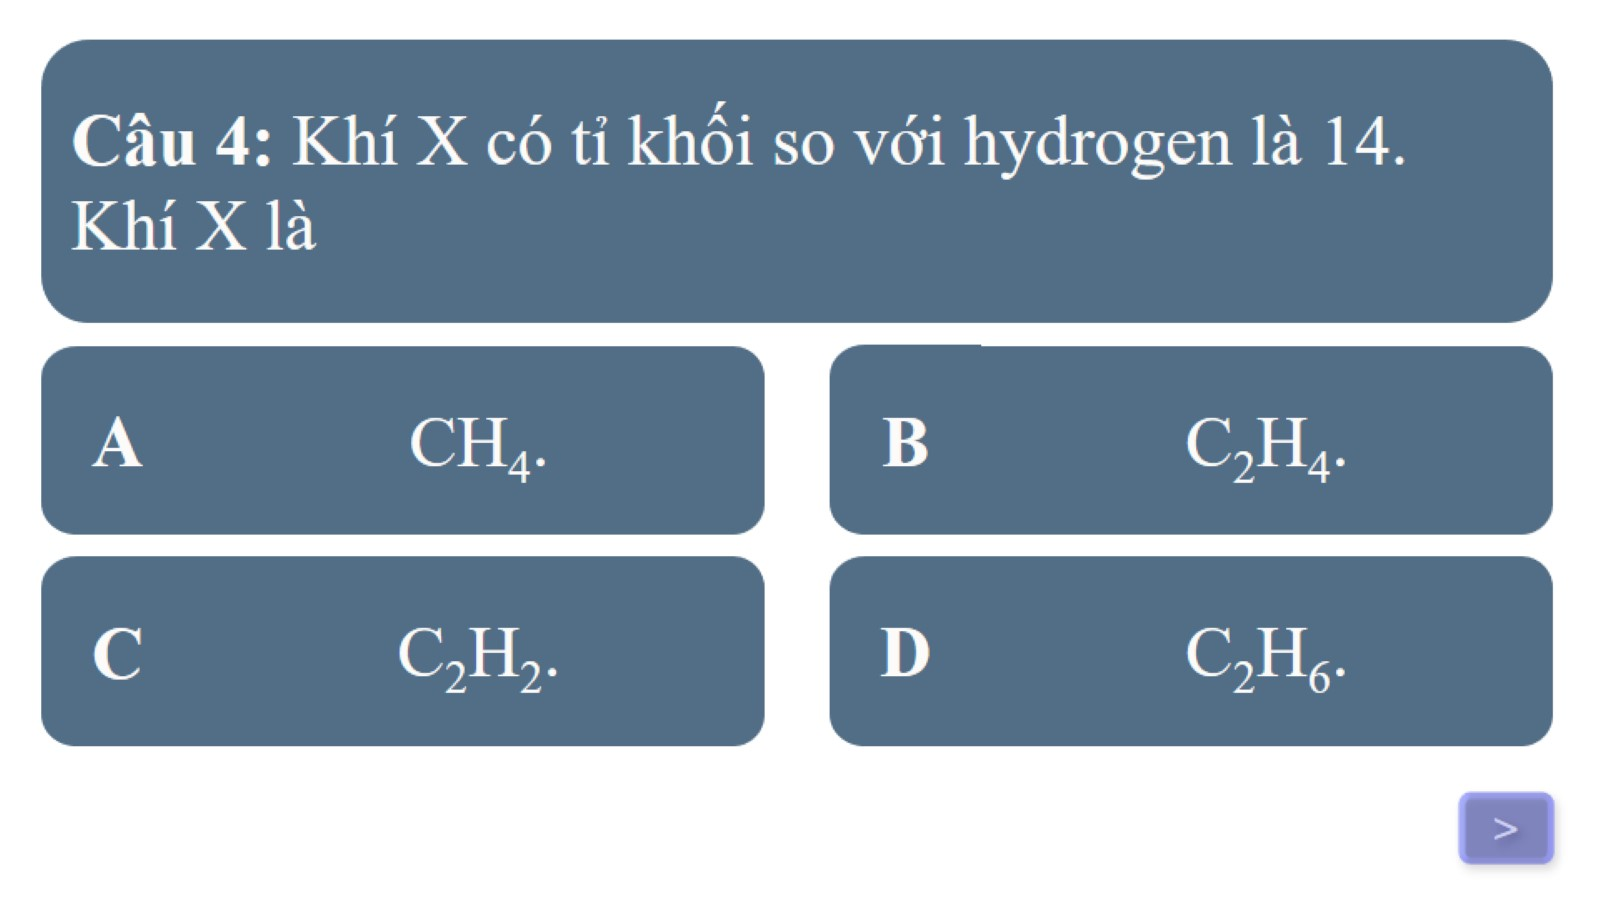 Câu 4: Khí X có tỉ khối so với hydrogen là 14.
Khí X là
A CH₄.
B C₂H₄.
C C₂H₂.
D C₂H₆.
>